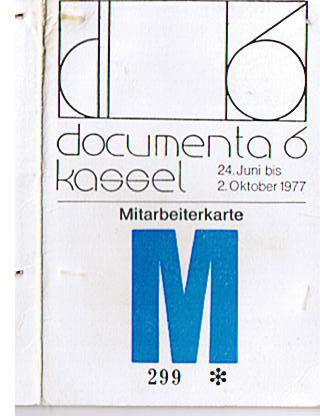 d6
documenta 6
kassel 24. Juni bis
2. Oktober 1977
Mitarbeiterkarte
M
299 *